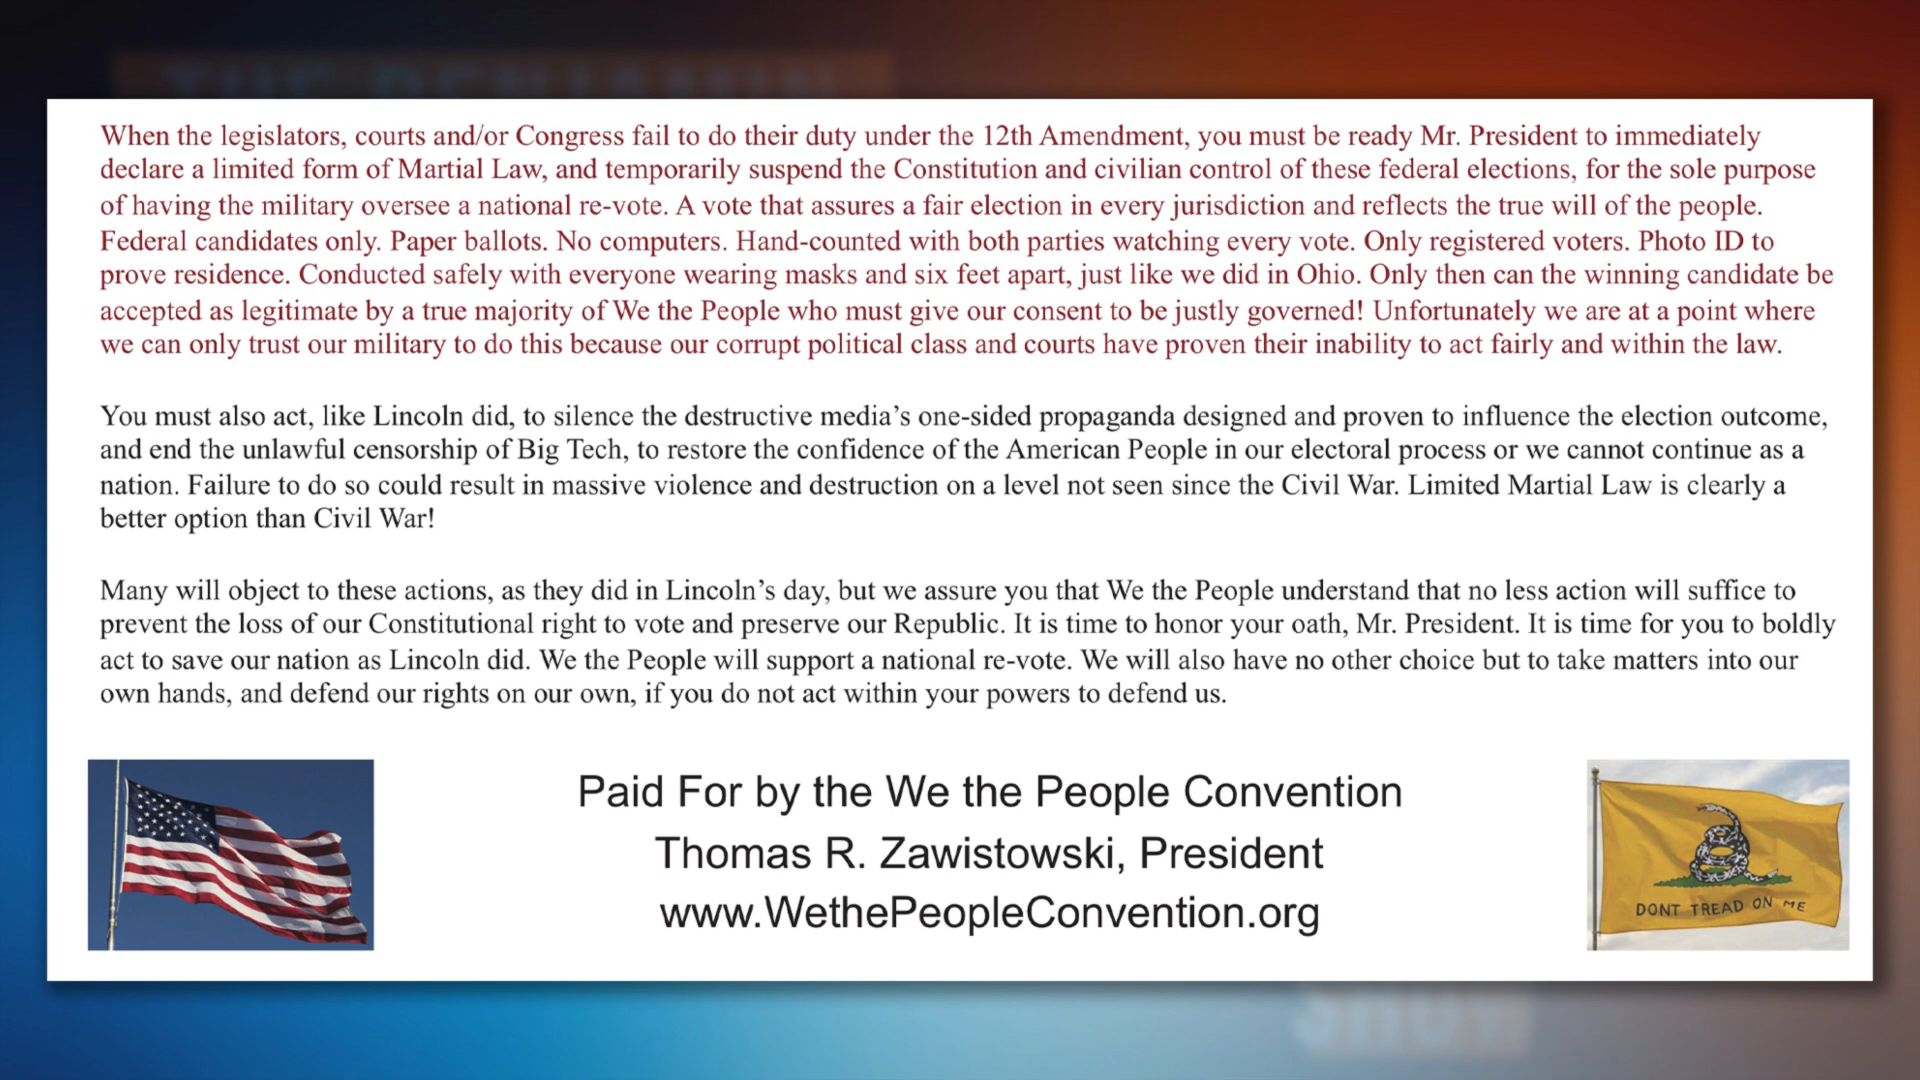 THE BENJAMIN
When the legislators, courts and/or Congress fail to do their duty under the 12th Amendment, you must be ready Mr. President to immediately
declare a limited form of Martial Law, and temporarily suspend the Constitution and civilian control of these federal elections, for the sole purpose
of having the military oversee a national re-vote. A vote that assures a fair election in every jurisdiction and reflects the true will of the people.
Federal candidates only. Paper ballots. No computers. Hand-counted with both parties watching every vote. Only registered voters. Photo ID to
prove residence. Conducted safely with everyone wearing masks and six feet apart, just like we did in Ohio. Only then can the winning candidate be
accepted as legitimate by a true majority of We the People who must give our consent to be justly governed! Unfortunately we are at a point where
we can only trust our military to do this because our corrupt political class and courts have proven their inability to act fairly and within the law.
You must also act, like Lincoln did, to silence the destructive media’s one-sided propaganda designed and proven to influence the election outcome,
and end the unlawful censorship of Big Tech, to restore the confidence of the American People in our electoral process or we cannot continue as a
nation. Failure to do so could result in massive violence and destruction on a level not seen since the Civil War. Limited Martial Law is clearly a
better option than Civil War!
Many will object to these actions, as they did in Lincoln’s day, but we assure you that We the People understand that no less action will suffice to
prevent the loss of our Constitutional right to vote and preserve our Republic. It is time to honor your oath, Mr. President. It is time for you to boldly
act to save our nation as Lincoln did. We the People will support a national re-vote. We will also have no other choice but to take matters into our
own hands, and defend our rights on our own, if you do not act within your powers to defend us.
Paid For by the We the People Convention
Thomas R. Zawistowski, President
www.WethePeopleConvention.org
DONT TREAD ON ME
SHOW